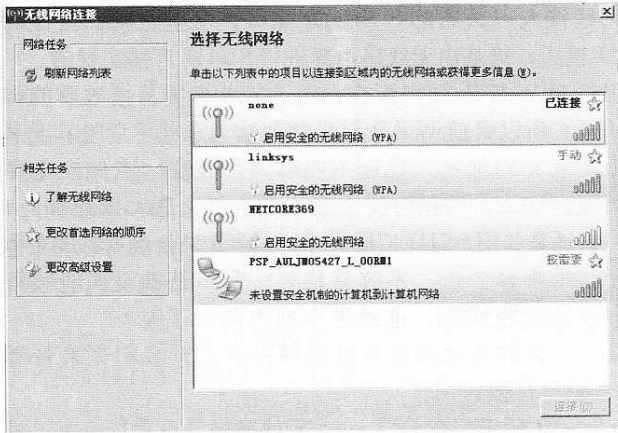 无线网络连接
网络任务
刷新网络列表
相关任务
了解无线网络
更改首选网络的顺序
更改高级设置
选择无线网络
单击以下列表中的项目以连接到区域内的无线网络或获得更多信息(W)。
none
已连接
启用安全的无线网络 (WPA)
linksys
手动
启用安全的无线网络 (WPA)
NETCORE369
启用安全的无线网络
PSP_AULJM05427_L_OORM1
按需要
未设置安全机制的计算机到计算机网络
连接(C)